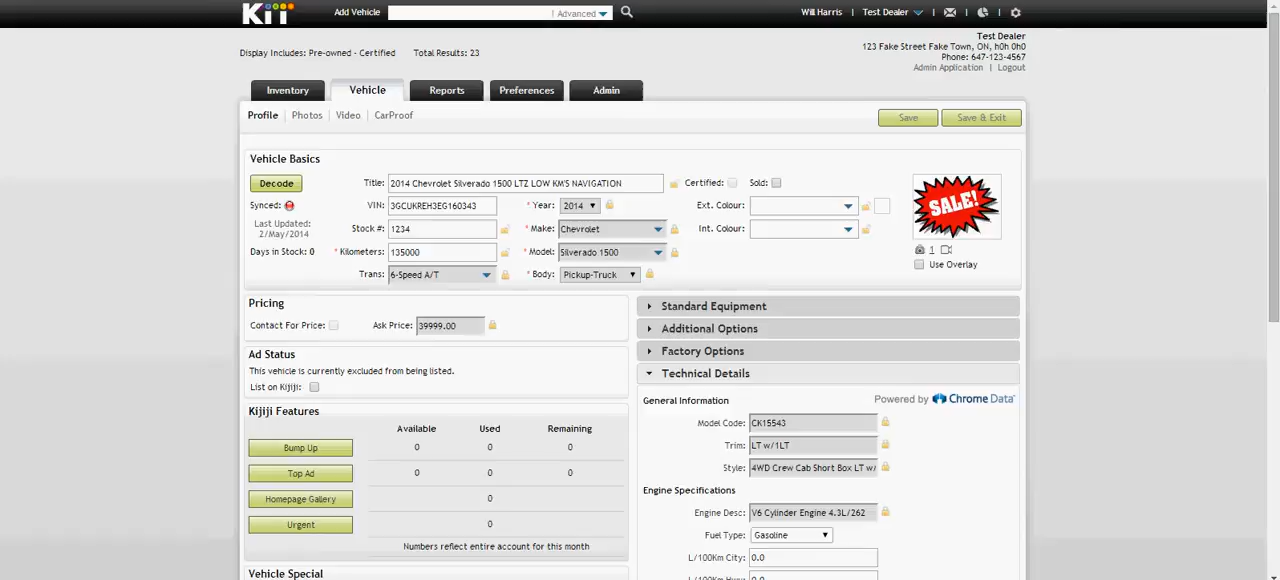 Kiji
Add Vehicle | Advanced Will Harris | Test Dealer | | |
Test Dealer
123 Fake Street Fake Town, ON, h0h 0h0
Display Includes: Pre-owned - Certified Total Results: 23
Phone: 647-123-4567
Admin Application | Logout
Inventory Vehicle Reports Preferences Admin
Profile | Photos | Video | CarProof Save Save & Exit
Vehicle Basics
Decode Title: 2014 Chevrolet Silverado 1500 LTZ LOW KM'S NAVIGATION Certified: Sold:
Synced: VIN: 3GCUKREH3EG160343 * Year: 2014 Ext. Colour:
SALE!
Last Updated: Stock #: 1234 * Make: Chevrolet Int. Colour:
2/May/2014
Days in Stock: 0 * Kilometers: 135000 * Model: Silverado 1500 1
Trans: 6-Speed A/T * Body: Pickup-Truck Use Overlay
Pricing
Contact For Price: Ask Price: 39999.00
Ad Status
This vehicle is currently excluded from being listed.
List on Kijiji:
Kijiji Features
Available Used Remaining
Bump Up 0 0 0
Top Ad 0 0 0
Homepage Gallery 0
Urgent 0
Numbers reflect entire account for this month
Vehicle Special
Standard Equipment
Additional Options
Factory Options
Technical Details
General Information Powered by Chrome Data
Model Code: CK15543
Trim: LT w/1LT
Style: 4WD Crew Cab Short Box LT w/
Engine Specifications
Engine Desc: V6 Cylinder Engine 4.3L/262
Fuel Type: Gasoline
L/100Km City: 0.0
L/100Km Hwy: 0.0